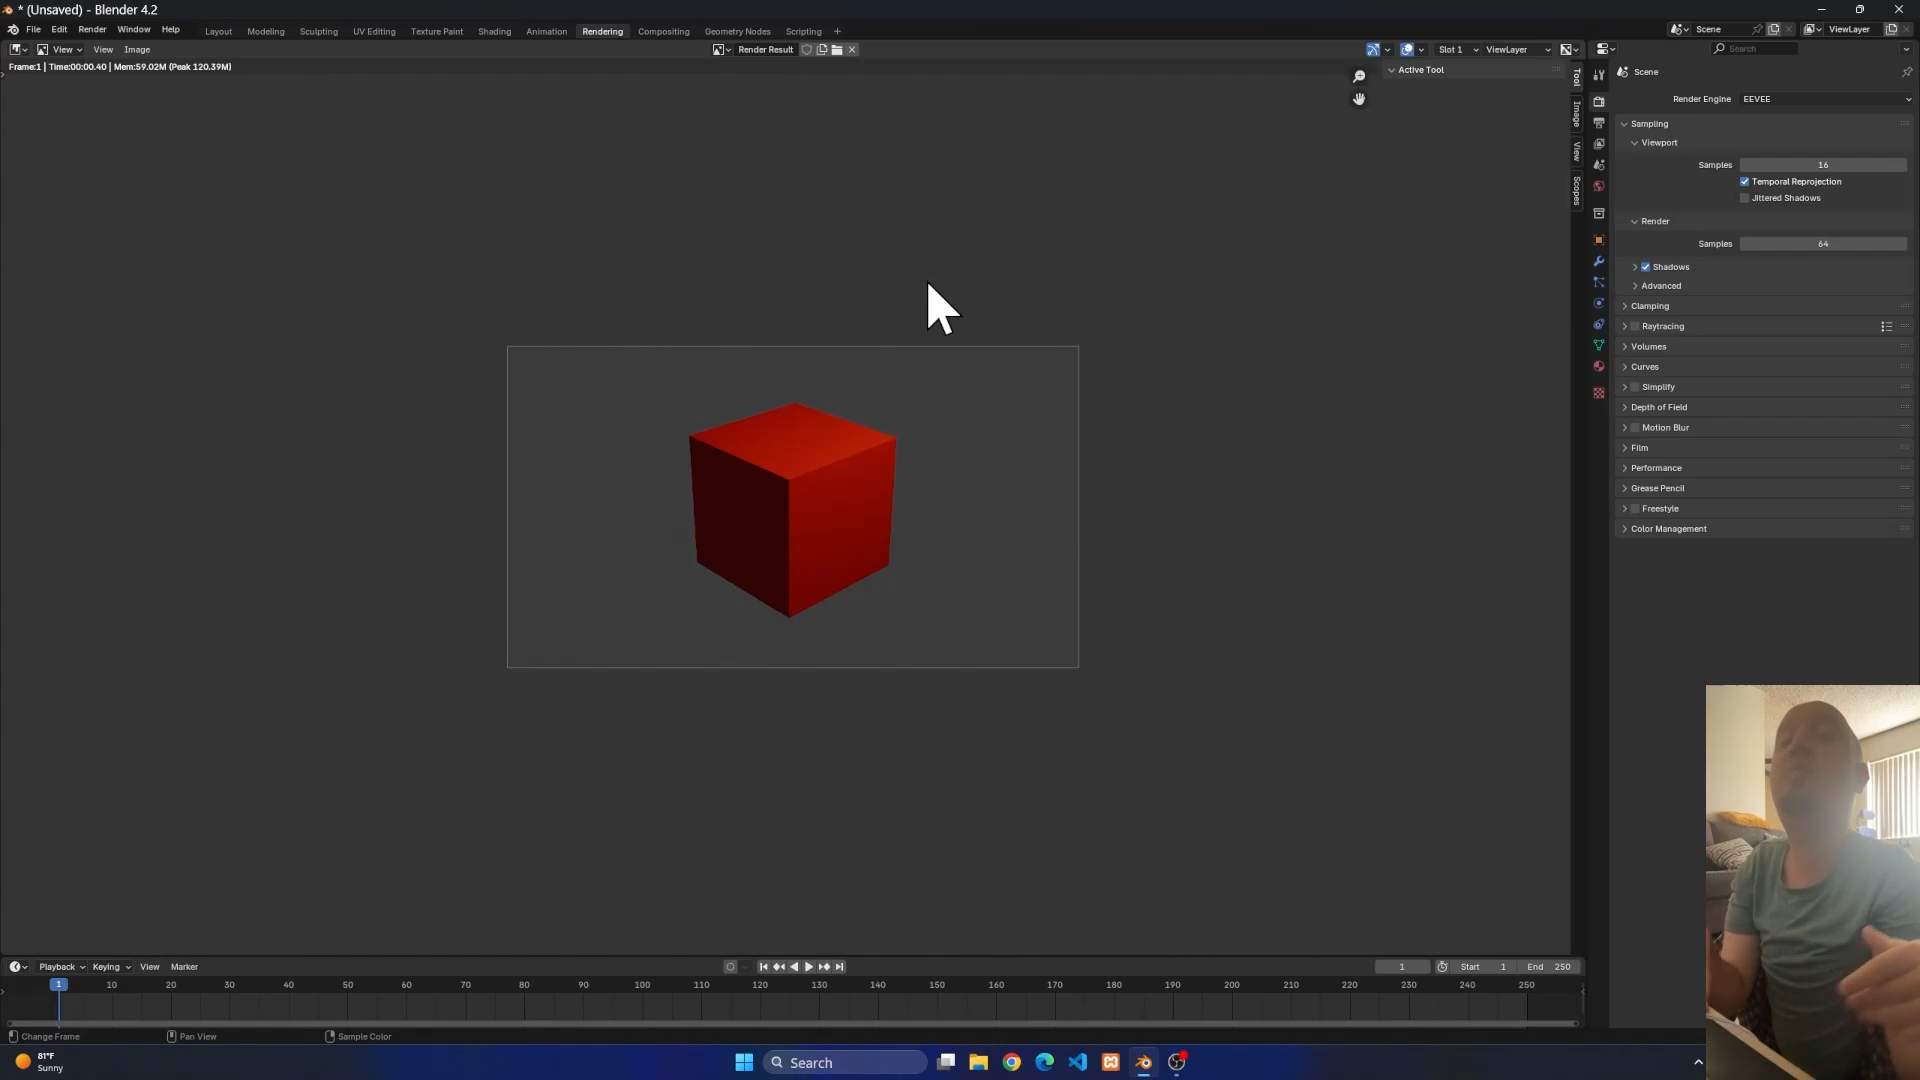 * (Unsaved) - Blender 4.2
File Edit Render Window Help Layout Modeling Sculpting UV Editing Texture Paint Shading Animation Rendering Compositing Geometry Nodes Scripting + Scene ViewLayer
View View Image Render Result Slot 1 ViewLayer Search
Frame:1 | Time:00:00.40 | Mem:59.02M (Peak 120.39M)
Active Tool
Tool
Image
View
Scopes
Scene
Render Engine EEVEE
Sampling
Viewport
Samples 16
Temporal Reprojection
Jittered Shadows
Render
Samples 64
Shadows
Advanced
Clamping
Raytracing
Volumes
Curves
Simplify
Depth of Field
Motion Blur
Film
Performance
Grease Pencil
Freestyle
Color Management
Playback Keying View Marker 1 Start 1 End 250
1 10 20 30 40 50 60 70 80 90 100 110 120 130 140 150 160 170 180 190 200 210 220 230 240 250
Change Frame Pan View Sample Color
81°F
Sunny
Search